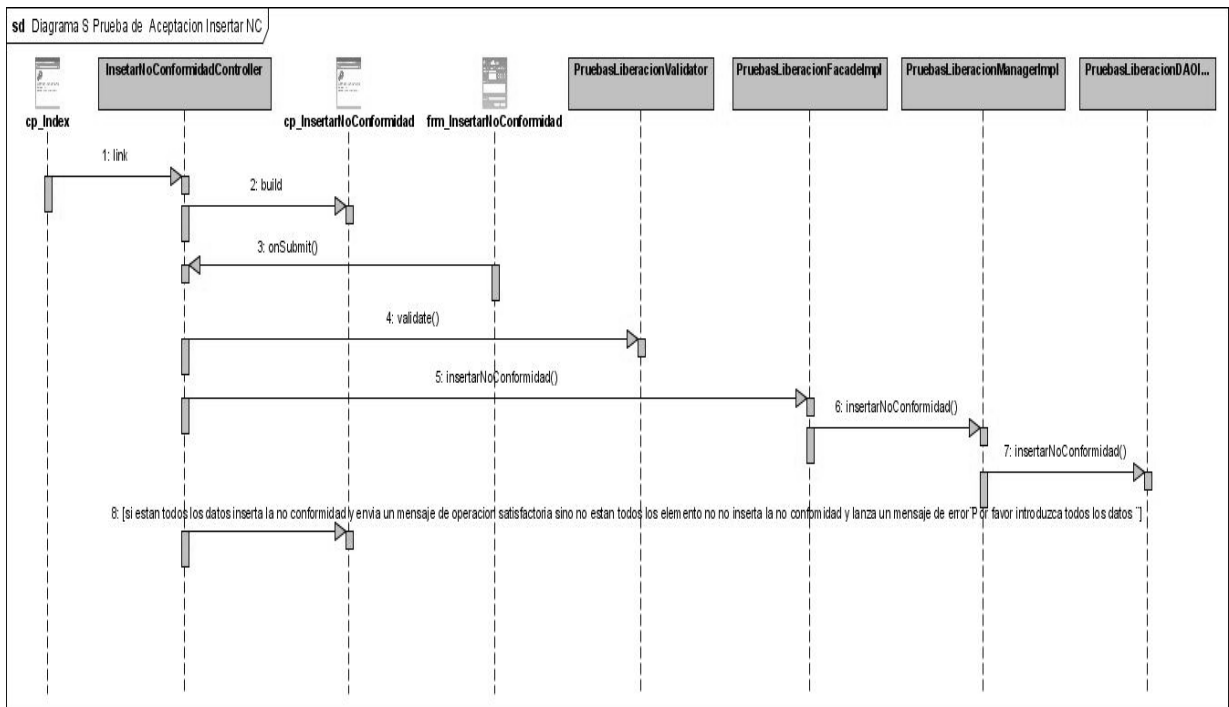 sd Diagrama S Prueba de Aceptacion Insertar NC
InsetarNoConformidadController
PruebasLiberacionValidator
PruebasLiberacionFacadeImpl
PruebasLiberacionManagerImpl
PruebasLiberacionDAOI...
cp_Index
cp_InsertarNoConformidad
frm_InsertarNoConformidad
1: link
2: build
3: onSubmit()
4: validate()
5: insertarNoConformidad()
6: insertarNoConformidad()
7: insertarNoConformidad()
8: [si estan todos los datos inserta la no conformidad y envia un mensaje de operacion satisfactoria sino no estan todos los elemento no no inserta la no confomidad y lanza un mensaje de error¨Por favor introduzca todos los datos ¨]